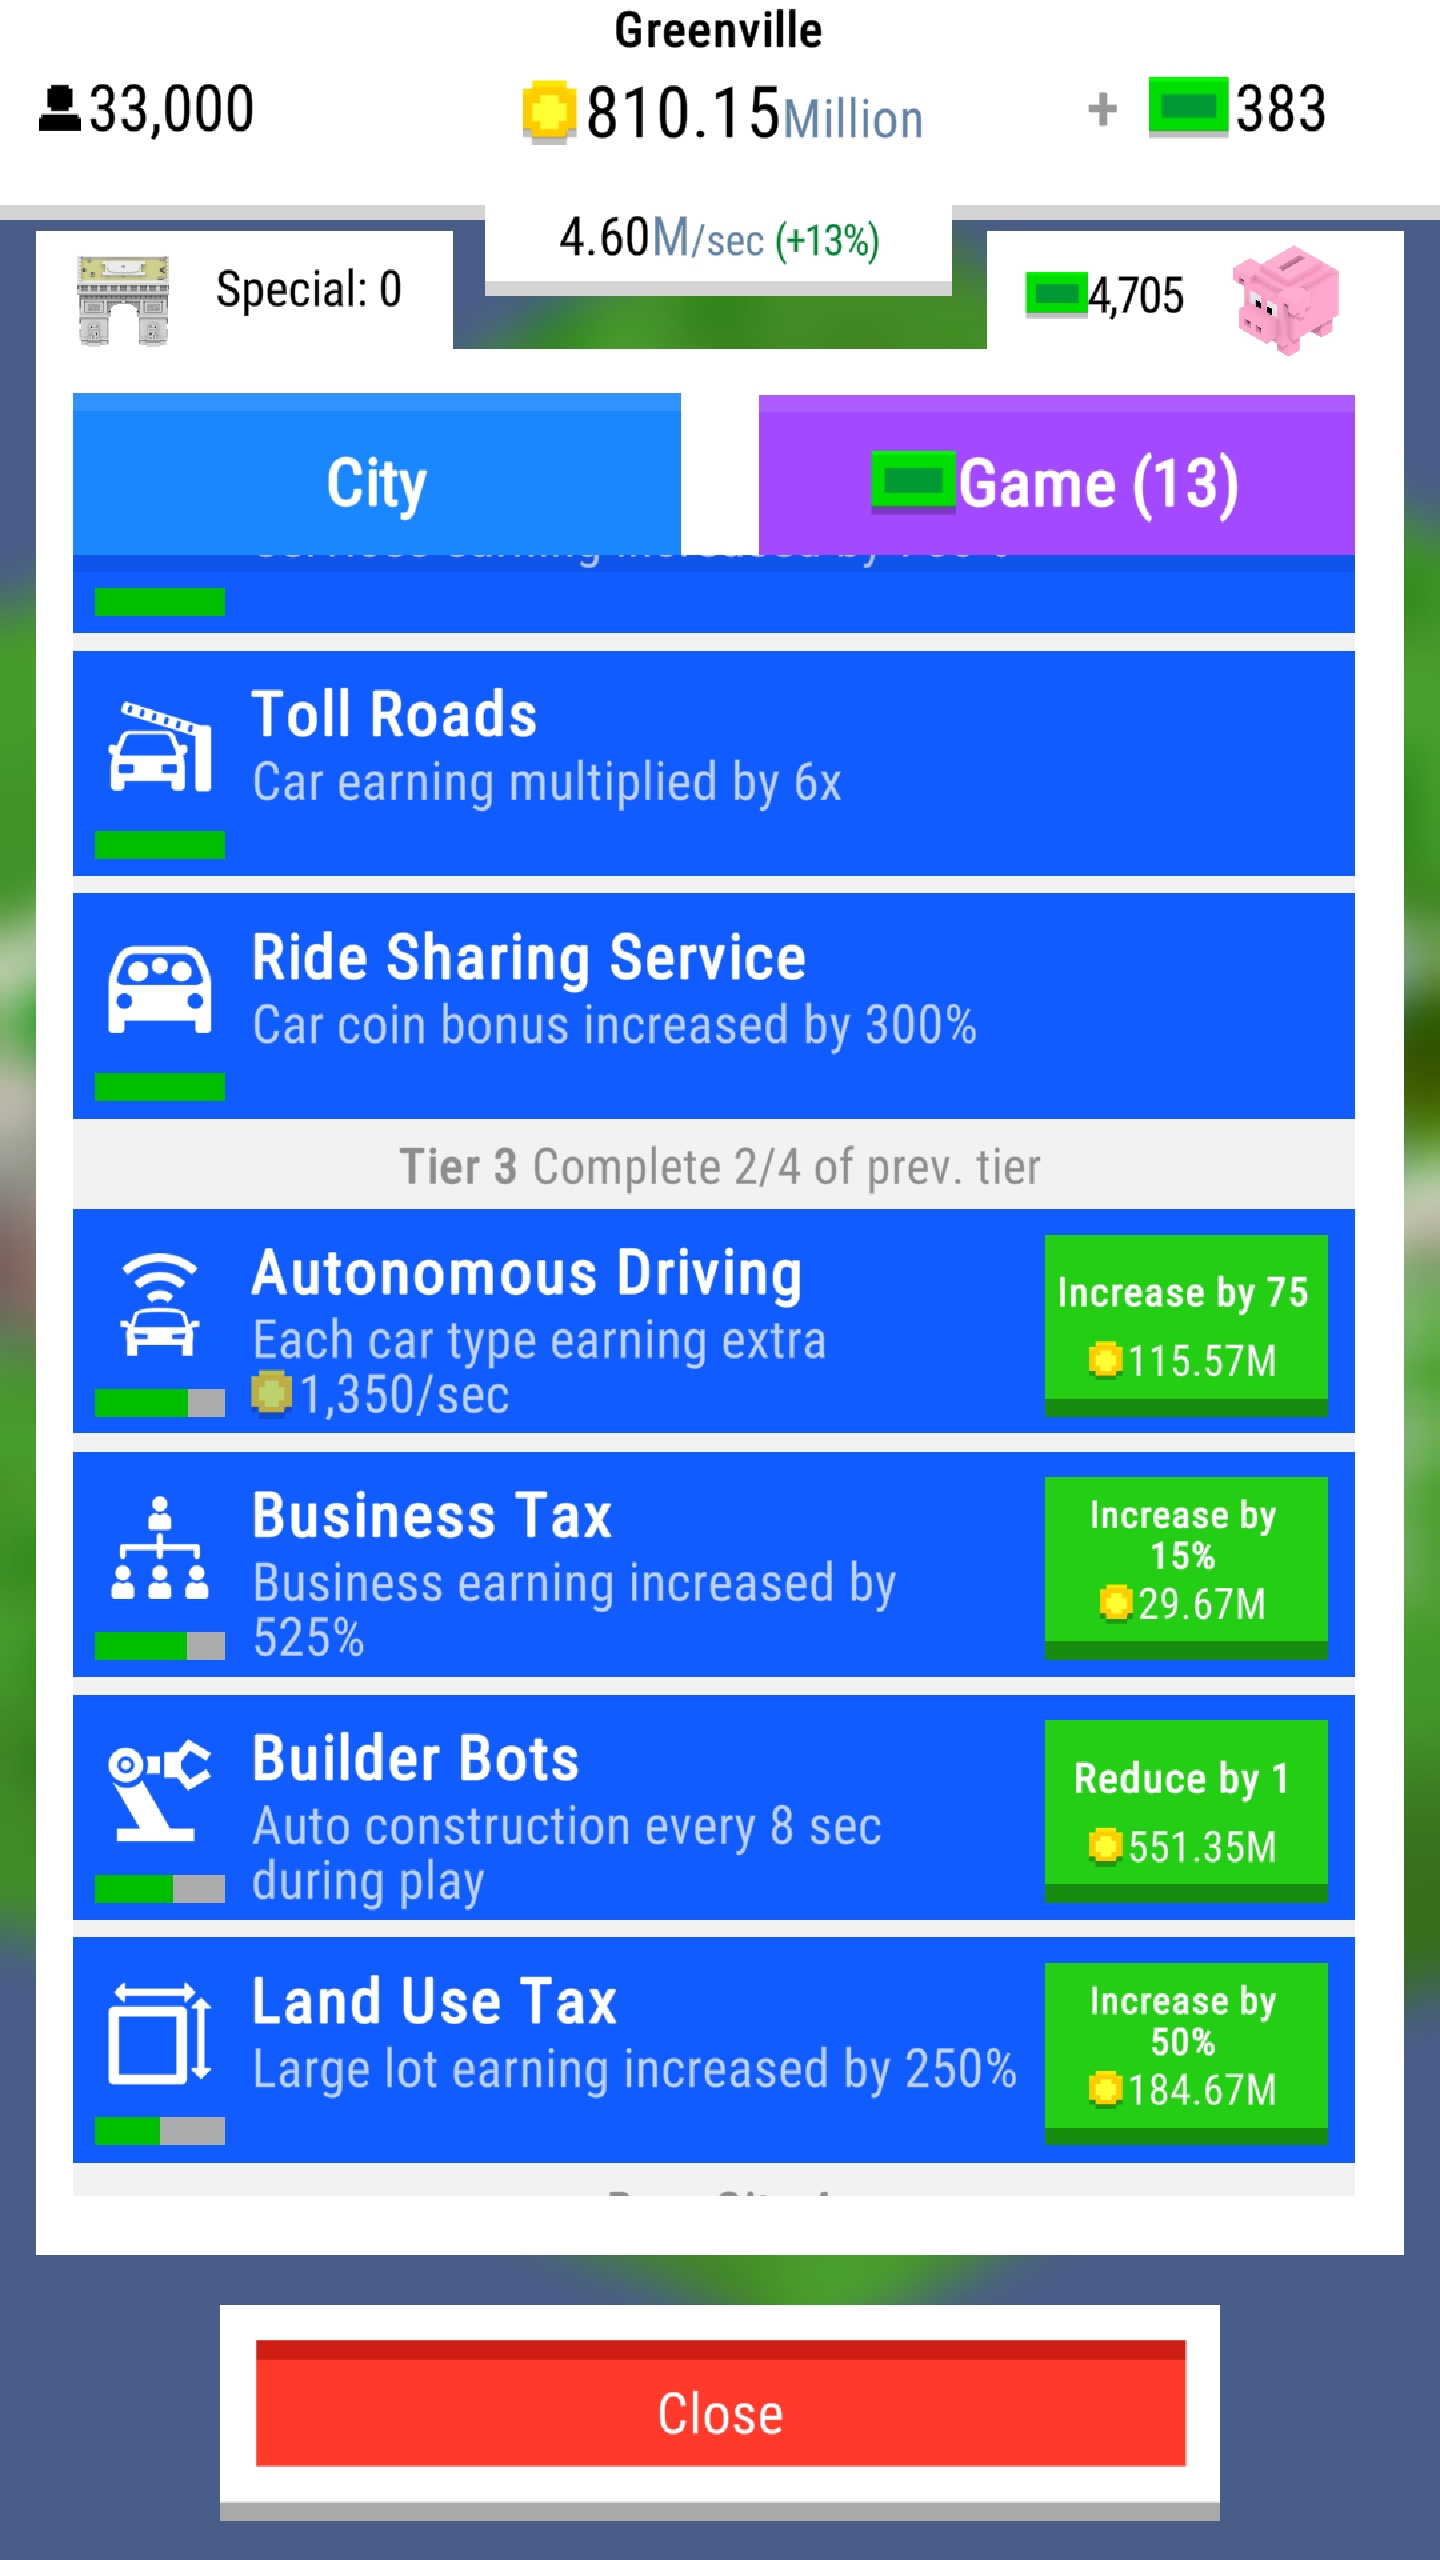 Greenville
33,000
810.15Million
+ 383
4.60M/sec (+13%)
Special: 0
4,705
City
Game (13)
Toll Roads
Car earning multiplied by 6x
Ride Sharing Service
Car coin bonus increased by 300%
Tier 3 Complete 2/4 of prev. tier
Autonomous Driving
Each car type earning extra
1,350/sec
Increase by 75
115.57M
Business Tax
Business earning increased by
525%
Increase by
15%
29.67M
Builder Bots
Auto construction every 8 sec
during play
Reduce by 1
551.35M
Land Use Tax
Large lot earning increased by 250%
Increase by
50%
184.67M
Close